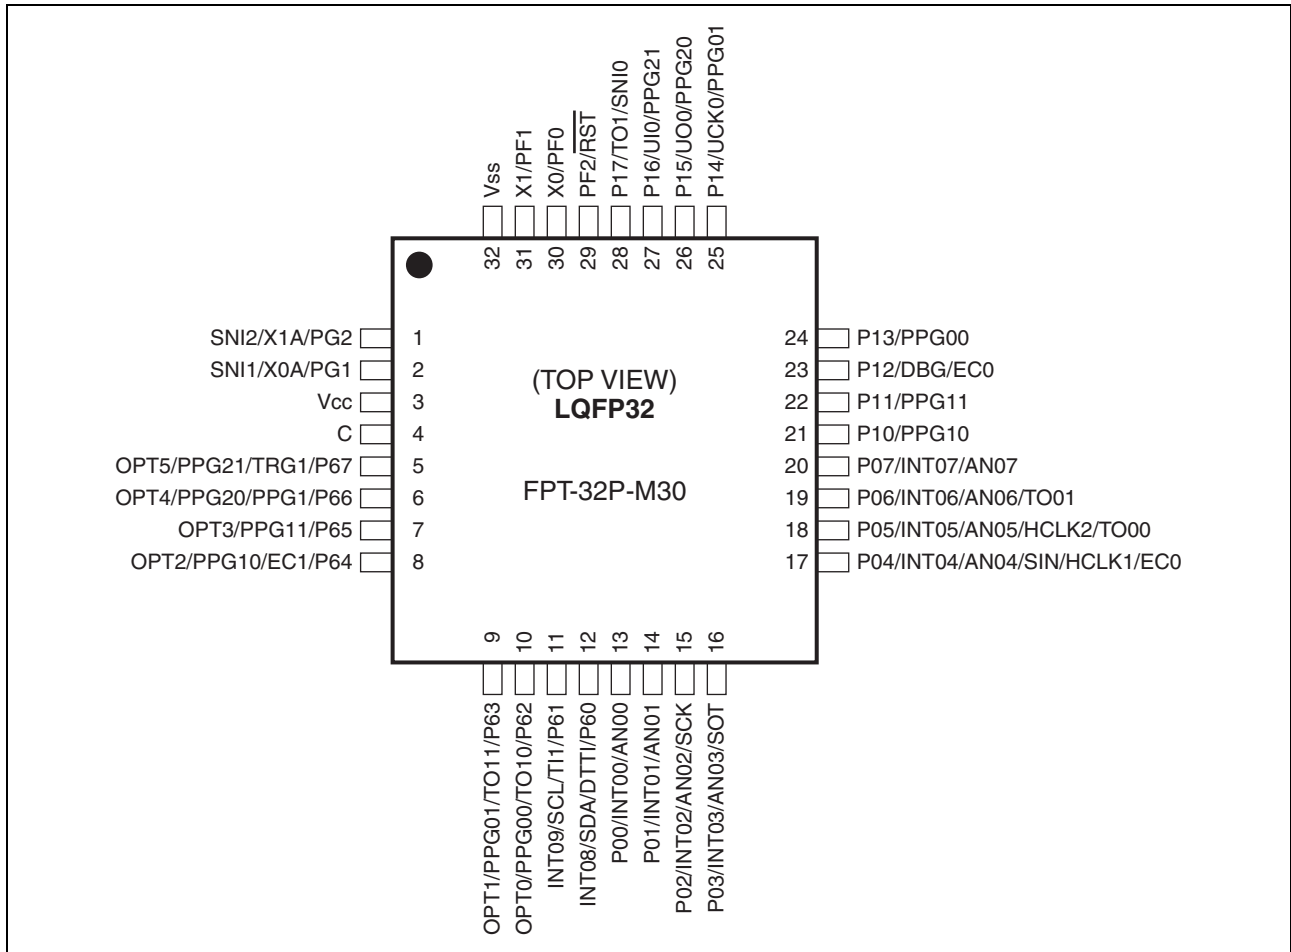 Vss
X1/PF1
X0/PF0
PF2/RST
P17/TO1/SNI0
P16/UI0/PPG21
P15/UO0/PPG20
P14/UCK0/PPG01
32
31
30
29
28
27
26
25
SNI2/X1A/PG2 1
SNI1/X0A/PG1 2
Vcc 3
C 4
OPT5/PPG21/TRG1/P67 5
OPT4/PPG20/PPG1/P66 6
OPT3/PPG11/P65 7
OPT2/PPG10/EC1/P64 8
(TOP VIEW)
LQFP32
FPT-32P-M30
24 P13/PPG00
23 P12/DBG/EC0
22 P11/PPG11
21 P10/PPG10
20 P07/INT07/AN07
19 P06/INT06/AN06/TO01
18 P05/INT05/AN05/HCLK2/TO00
17 P04/INT04/AN04/SIN/HCLK1/EC0
9
10
11
12
13
14
15
16
OPT1/PPG01/TO11/P63
OPT0/PPG00/TO10/P62
INT09/SCL/TI1/P61
INT08/SDA/DTTI/P60
P00/INT00/AN00
P01/INT01/AN01
P02/INT02/AN02/SCK
P03/INT03/AN03/SOT